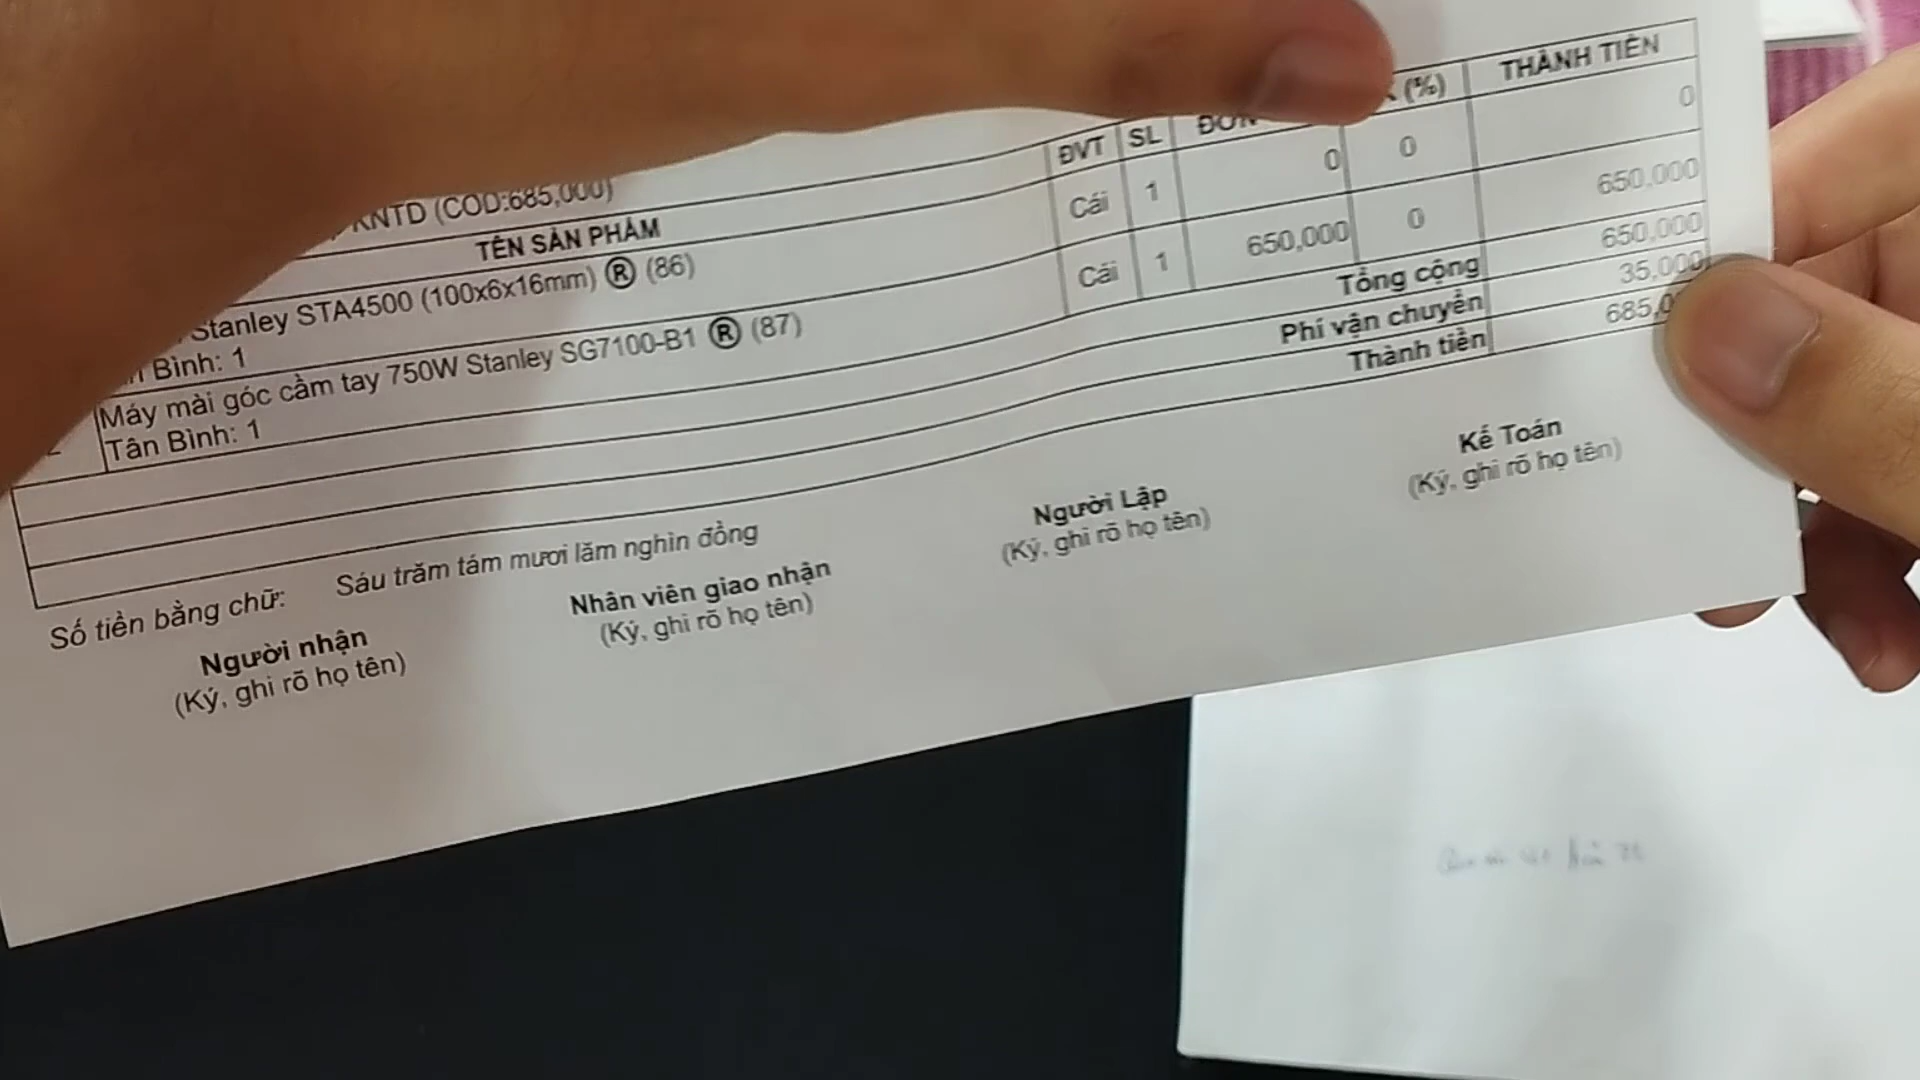 KNTD (COD:685,000)
TÊN SẢN PHẨM ĐVT SL ĐƠN (%) THÀNH TIỀN
Stanley STA4500 (100x6x16mm) ® (86) Cái 1 0 0 0
Bình: 1
Máy mài góc cầm tay 750W Stanley SG7100-B1 ® (87) Cái 1 650,000 0 650,000
Tân Bình: 1
Tổng cộng 650,000
Phí vận chuyển 35,000
Thành tiền 685,0
Số tiền bằng chữ: Sáu trăm tám mươi lăm nghìn đồng
Người nhận Nhân viên giao nhận Người Lập Kế Toán
(Ký, ghi rõ họ tên) (Ký, ghi rõ họ tên) (Ký, ghi rõ họ tên) (Ký, ghi rõ họ tên)